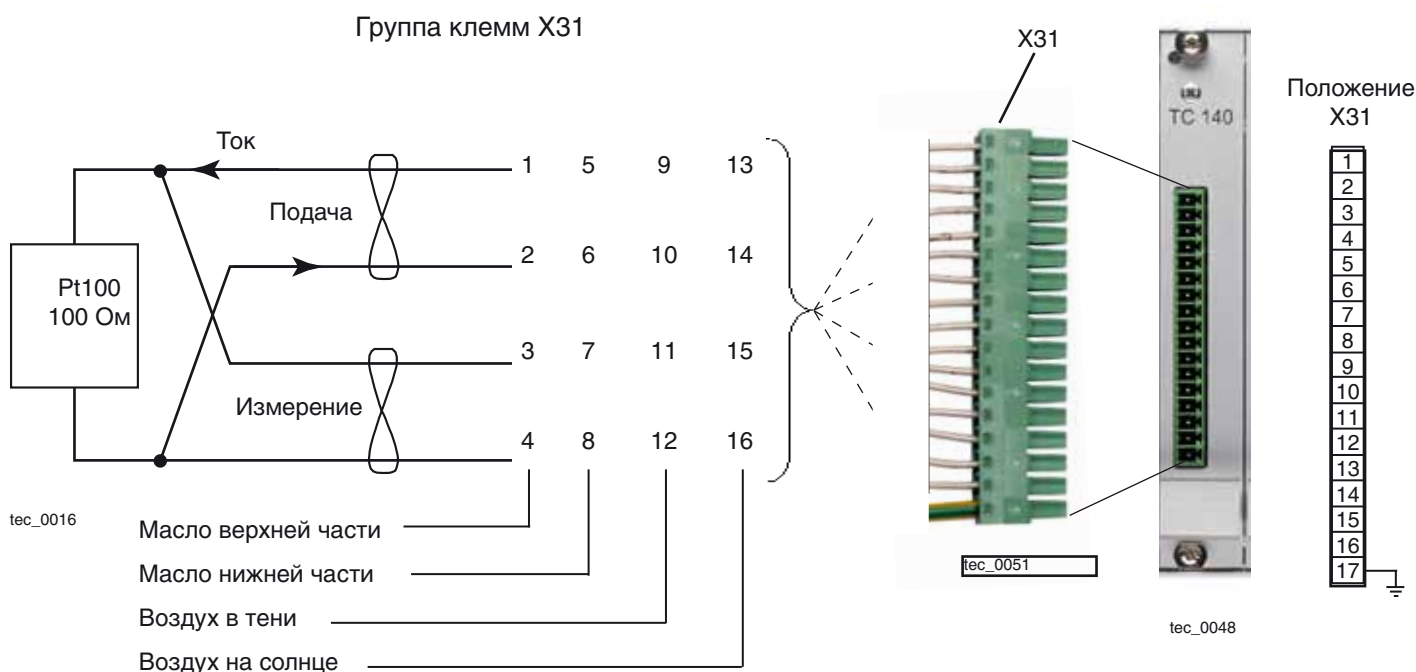 Группа клемм X31
Ток
Подача
Pt100
100 Ом
Измерение
1 5 9 13
2 6 10 14
3 7 11 15
4 8 12 16
tec_0016
Масло верхней части
Масло нижней части
Воздух в тени
Воздух на солнце
X31
tec_0051
TC 140
tec_0048
Положение
X31
1
2
3
4
5
6
7
8
9
10
11
12
13
14
15
16
17